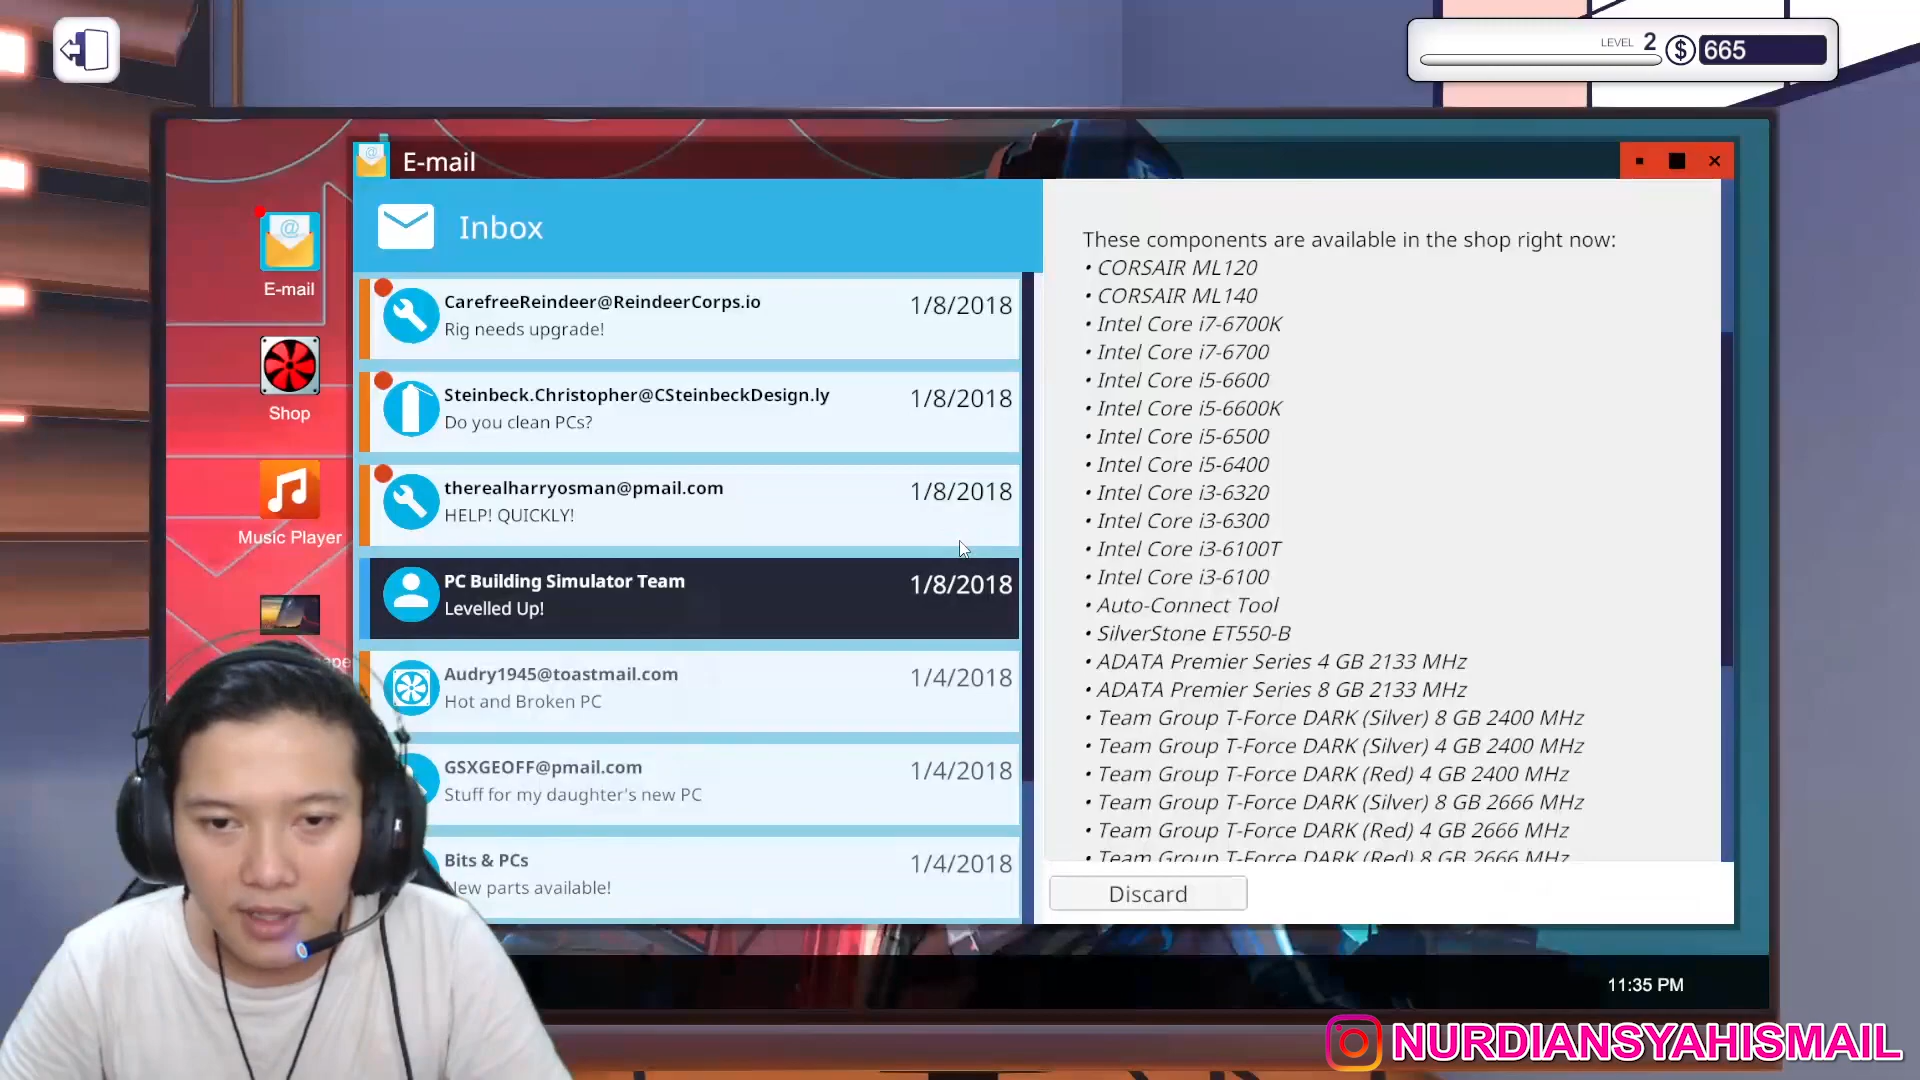 LEVEL 2 $ 665
E-mail
Inbox
E-mail
Shop
Music Player
CarefreeReindeer@ReindeerCorps.io 1/8/2018
Rig needs upgrade!
Steinbeck.Christopher@CSteinbeckDesign.ly 1/8/2018
Do you clean PCs?
therealharryosman@pmail.com 1/8/2018
HELP! QUICKLY!
PC Building Simulator Team 1/8/2018
Levelled Up!
Audry1945@toastmail.com 1/4/2018
Hot and Broken PC
GSXGEOFF@pmail.com 1/4/2018
Stuff for my daughter's new PC
Bits & PCs 1/4/2018
New parts available!
These components are available in the shop right now:
• CORSAIR ML120
• CORSAIR ML140
• Intel Core i7-6700K
• Intel Core i7-6700
• Intel Core i5-6600
• Intel Core i5-6600K
• Intel Core i5-6500
• Intel Core i5-6400
• Intel Core i3-6320
• Intel Core i3-6300
• Intel Core i3-6100T
• Intel Core i3-6100
• Auto-Connect Tool
• SilverStone ET550-B
• ADATA Premier Series 4 GB 2133 MHz
• ADATA Premier Series 8 GB 2133 MHz
• Team Group T-Force DARK (Silver) 8 GB 2400 MHz
• Team Group T-Force DARK (Silver) 4 GB 2400 MHz
• Team Group T-Force DARK (Red) 4 GB 2400 MHz
• Team Group T-Force DARK (Silver) 8 GB 2666 MHz
• Team Group T-Force DARK (Red) 4 GB 2666 MHz
• Team Group T-Force DARK (Red) 8 GB 2666 MHz
Discard
11:35 PM
NURDIANSYAHISMAIL